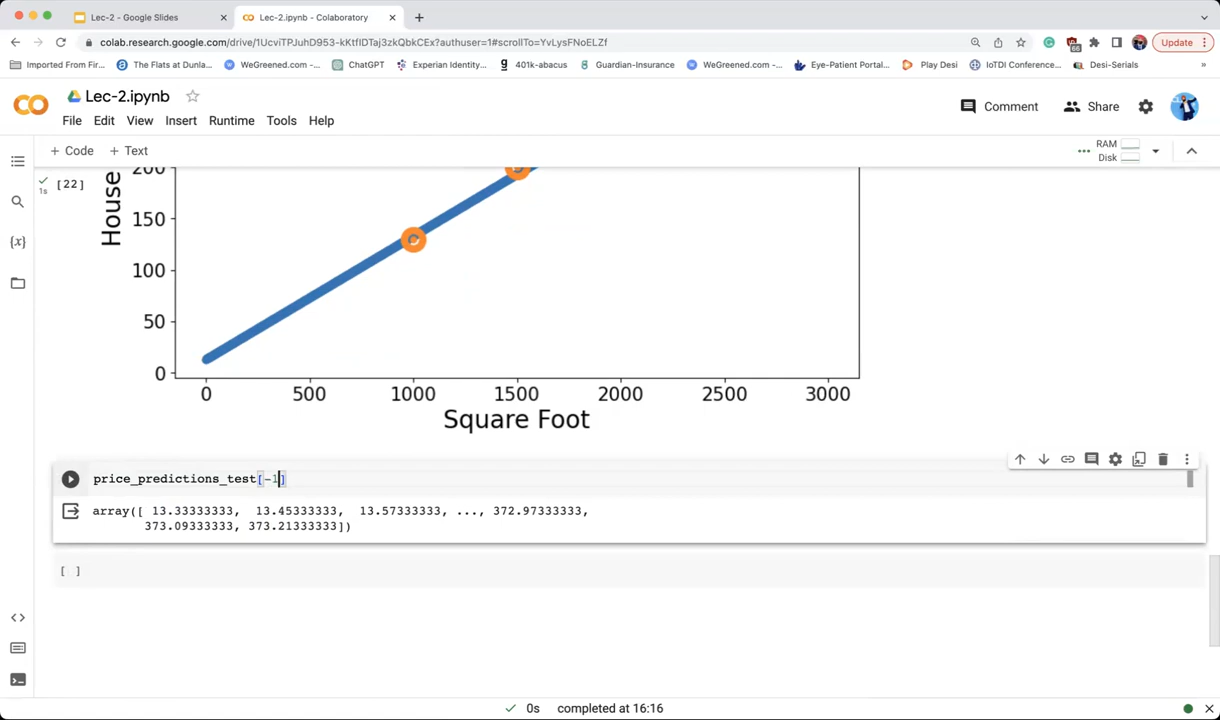 Lec-2 - Google Slides
Lec-2.ipynb - Colaboratory
colab.research.google.com/drive/1UcviTPJuhD953-kKtfIDTaj3zkQbkCEx?authuser=1#scrollTo=YvLysFNoELZf
Update
Imported From Fir...
The Flats at Dunla...
WeGreened.com -...
ChatGPT
Experian Identity...
401k-abacus
Guardian-Insurance
WeGreened.com -...
Eye-Patient Portal...
Play Desi
IoTDI Conference...
Desi-Serials
Lec-2.ipynb
Comment
Share
File Edit View Insert Runtime Tools Help
+ Code + Text
RAM
Disk
1s
[22]
House
200
150
100
50
0
0 500 1000 1500 2000 2500 3000
Square Foot
price_predictions_test[-1]
array([ 13.33333333, 13.45333333, 13.57333333, ..., 372.97333333,
373.09333333, 373.21333333])
[ ]
0s completed at 16:16